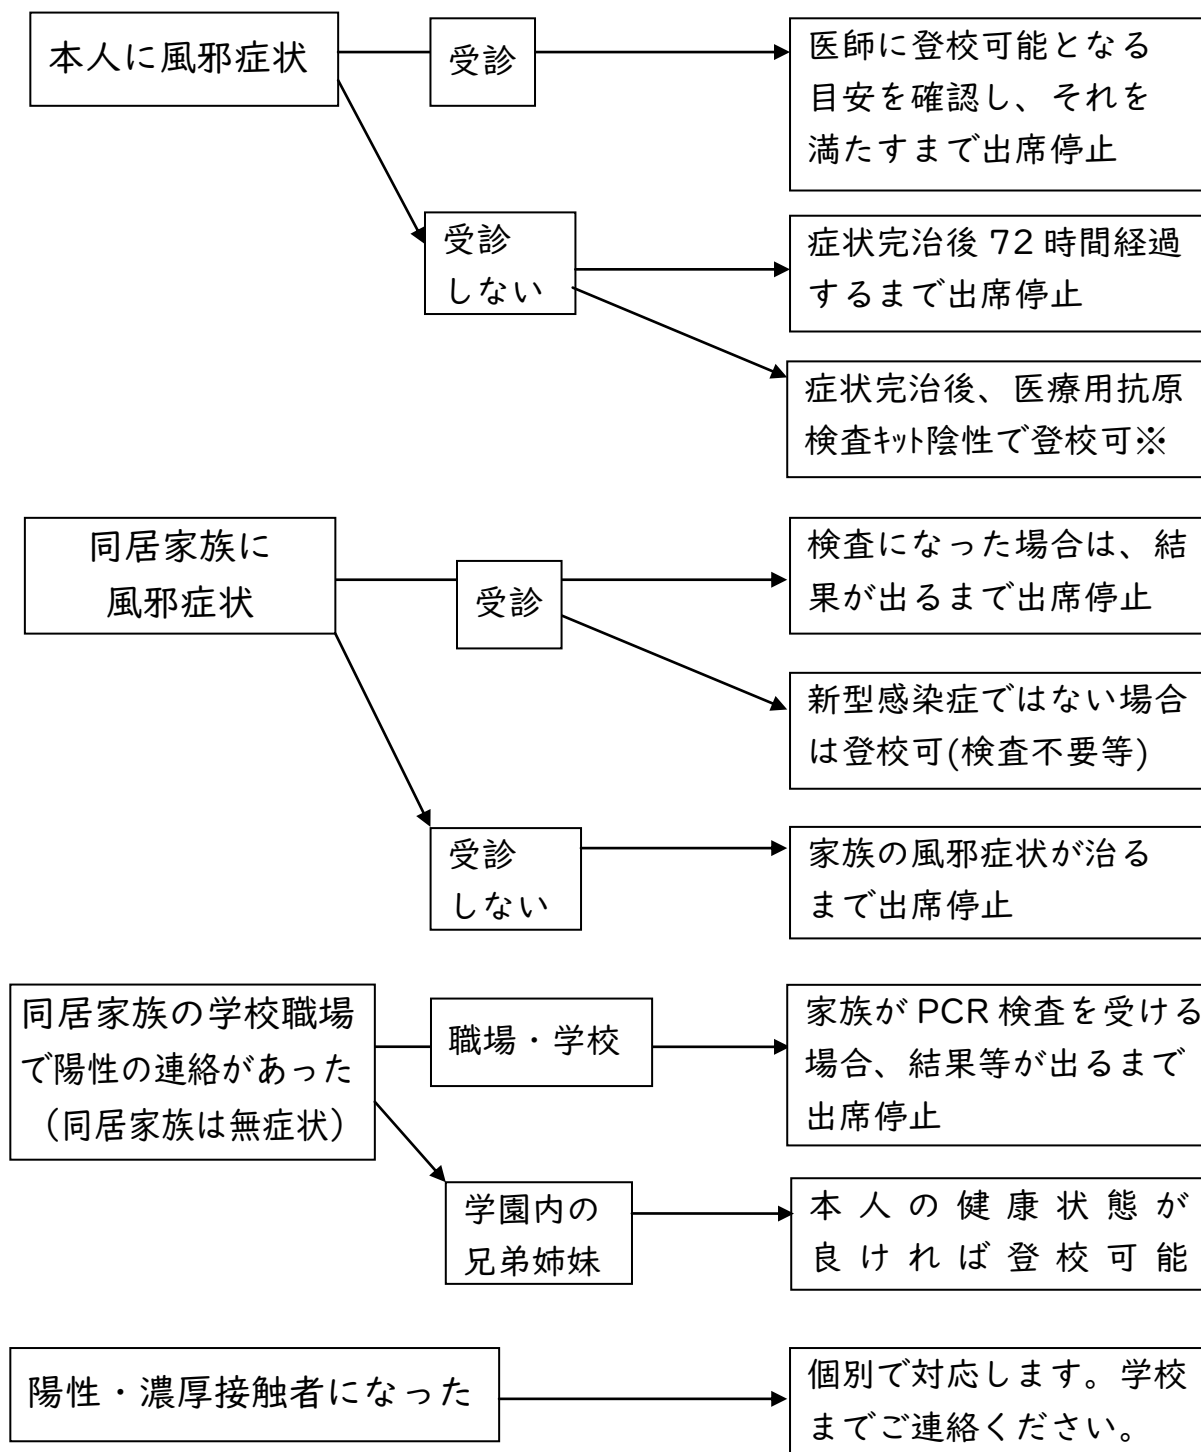 本人に風邪症状
受診
医師に登校可能となる
目安を確認し、それを
満たすまで出席停止
受診
しない
症状完治後 72 時間経過
するまで出席停止
症状完治後、医療用抗原
検査ｷｯﾄ陰性で登校可※
同居家族に
風邪症状
受診
検査になった場合は、結
果が出るまで出席停止
新型感染症ではない場合
は登校可(検査不要等)
受診
しない
家族の風邪症状が治る
まで出席停止
同居家族の学校職場
で陽性の連絡があった
（同居家族は無症状）
職場・学校
家族が PCR 検査を受ける
場合、結果等が出るまで
出席停止
学園内の
兄弟姉妹
本人の健康状態が
良ければ登校可能
陽性・濃厚接触者になった
個別で対応します。学校
までご連絡ください。